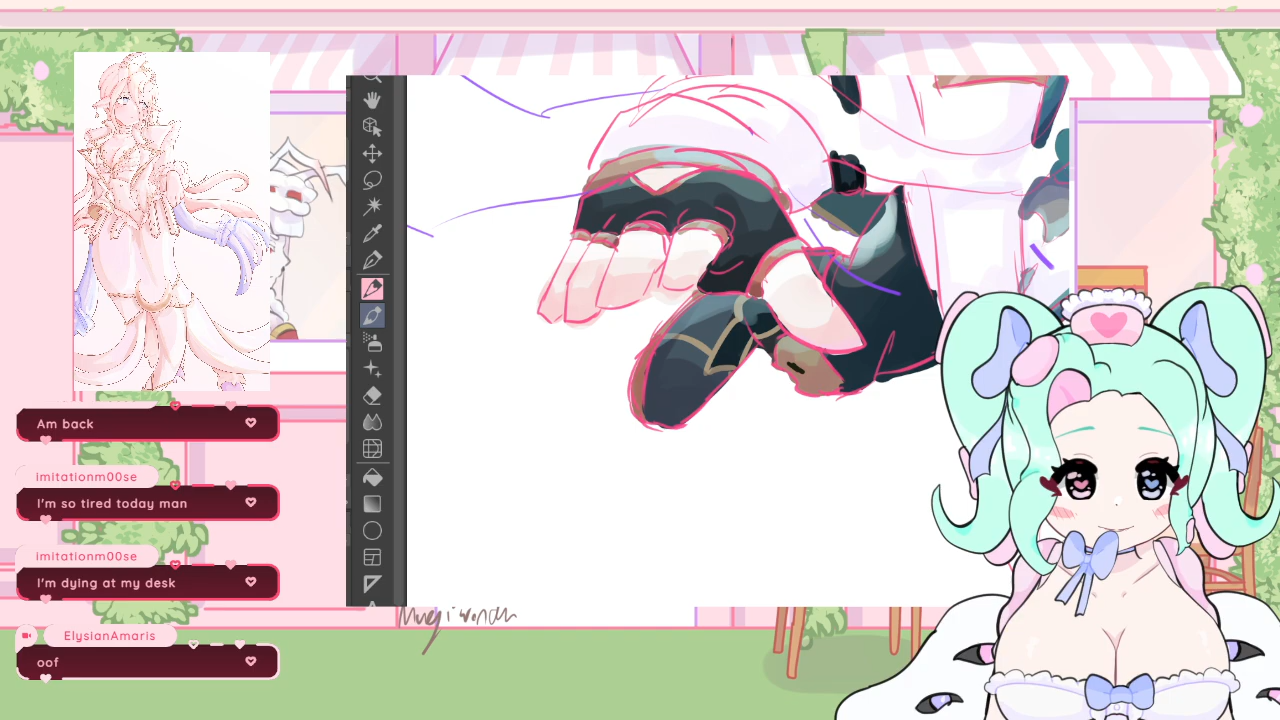 Am back
imitationm00se
I'm so tired today man
imitationm00se
I'm dying at my desk
ElysianAmaris
oof